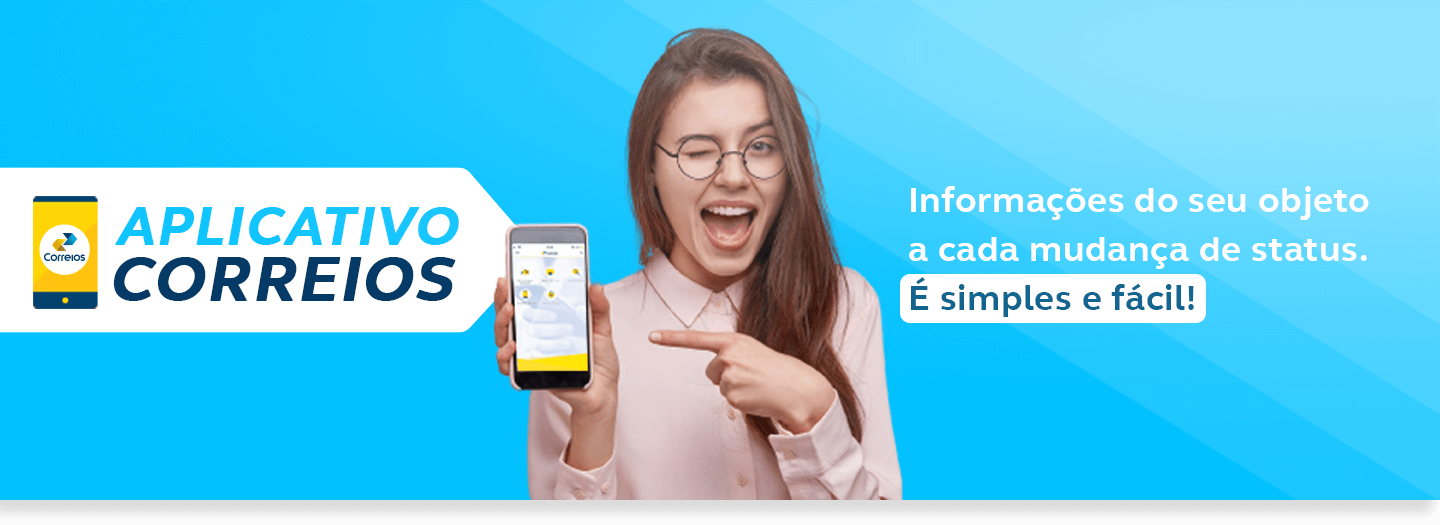 Correios
APLICATIVO
CORREIOS
Informações do seu objeto
a cada mudança de status.
É simples e fácil!